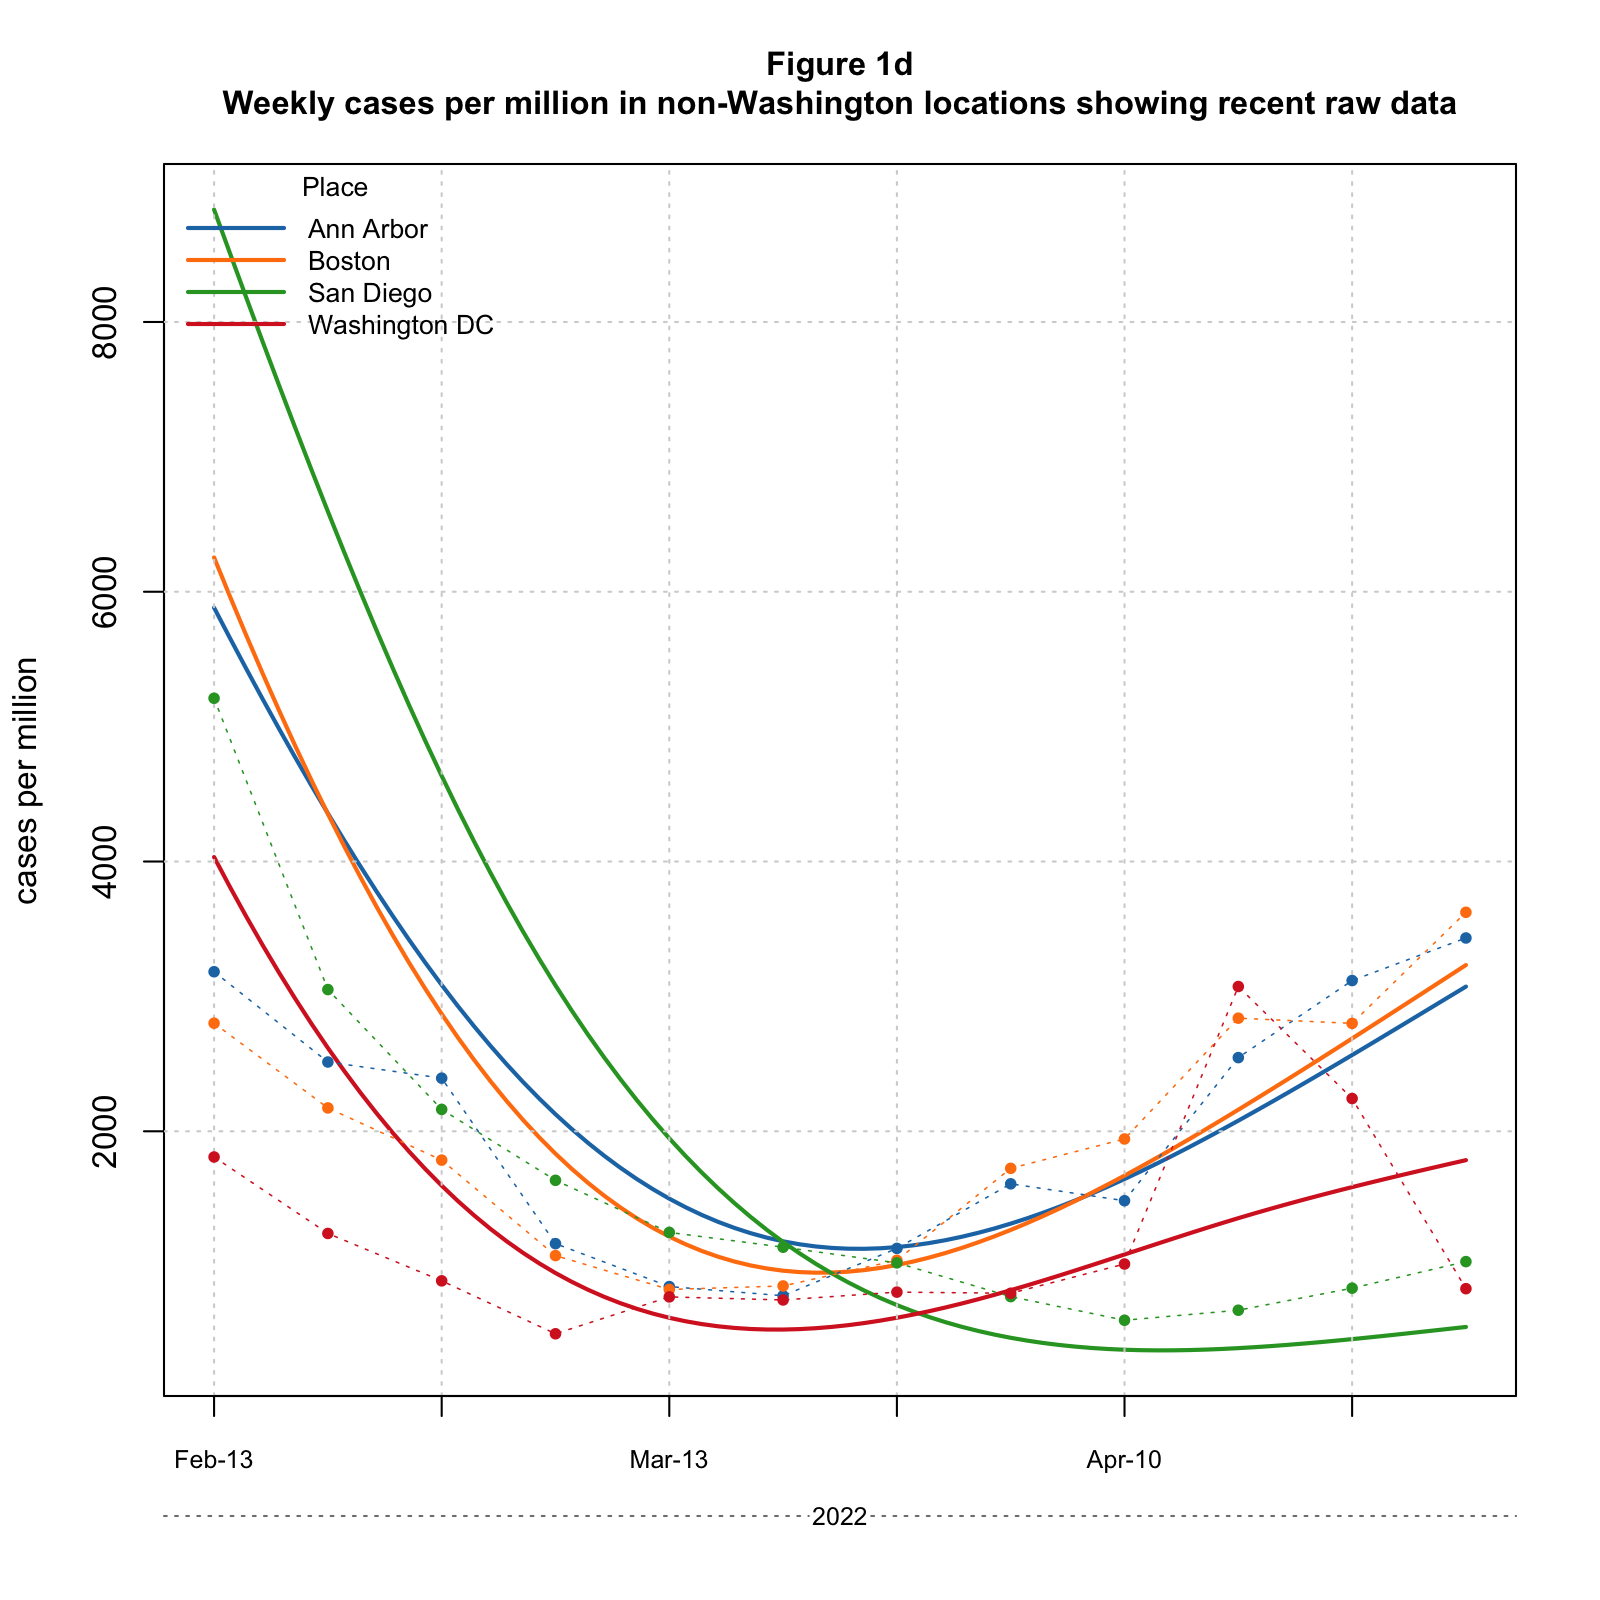 Figure 1d
Weekly cases per million in non-Washington locations showing recent raw data
Place
Ann Arbor
Boston
San Diego
Washington DC
8000
6000
4000
2000
cases per million
Feb-13 Mar-13 Apr-10
2022